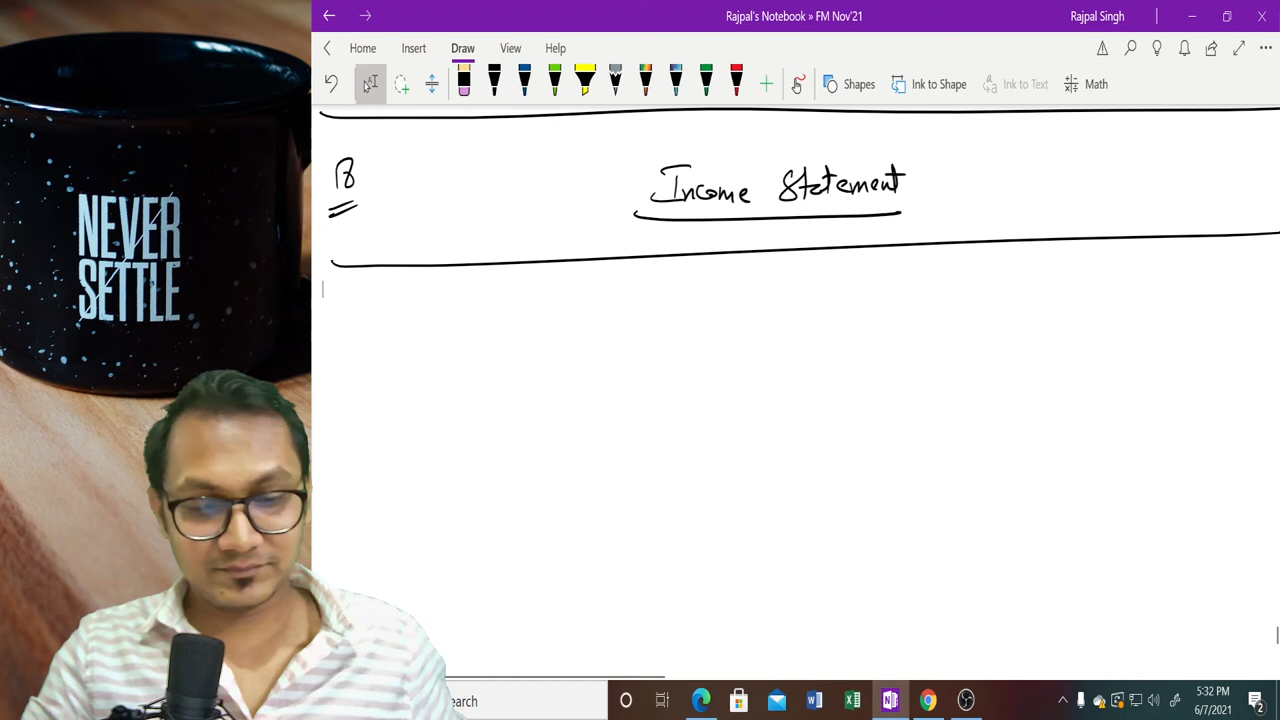 Rajpal's Notebook » FM Nov'21
Rajpal Singh
Home Insert Draw View Help
Shapes Ink to Shape Ink to Text Math
Income Statement
NEVER
SETTLE
earch
5:32 PM
6/7/2021
2